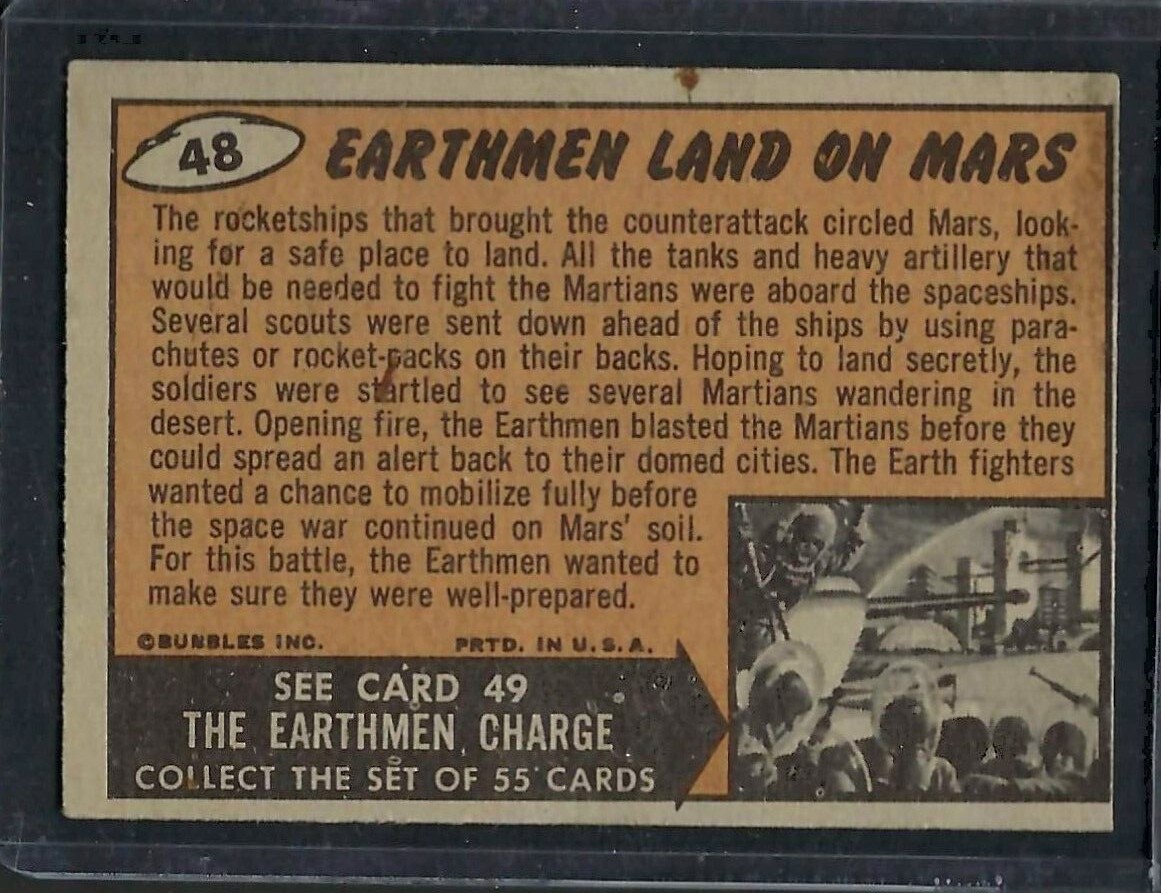 48
EARTHMEN LAND ON MARS
The rocketships that brought the counterattack circled Mars, look-
ing for a safe place to land. All the tanks and heavy artillery that
would be needed to fight the Martians were aboard the spaceships.
Several scouts were sent down ahead of the ships by using para-
chutes or rocket-packs on their backs. Hoping to land secretly, the
soldiers were startled to see several Martians wandering in the
desert. Opening fire, the Earthmen blasted the Martians before they
could spread an alert back to their domed cities. The Earth fighters
wanted a chance to mobilize fully before
the space war continued on Mars' soil.
For this battle, the Earthmen wanted to
make sure they were well-prepared.
©BUBBLES INC. PRTD. IN U.S.A.
SEE CARD 49
THE EARTHMEN CHARGE
COLLECT THE SET OF 55 CARDS